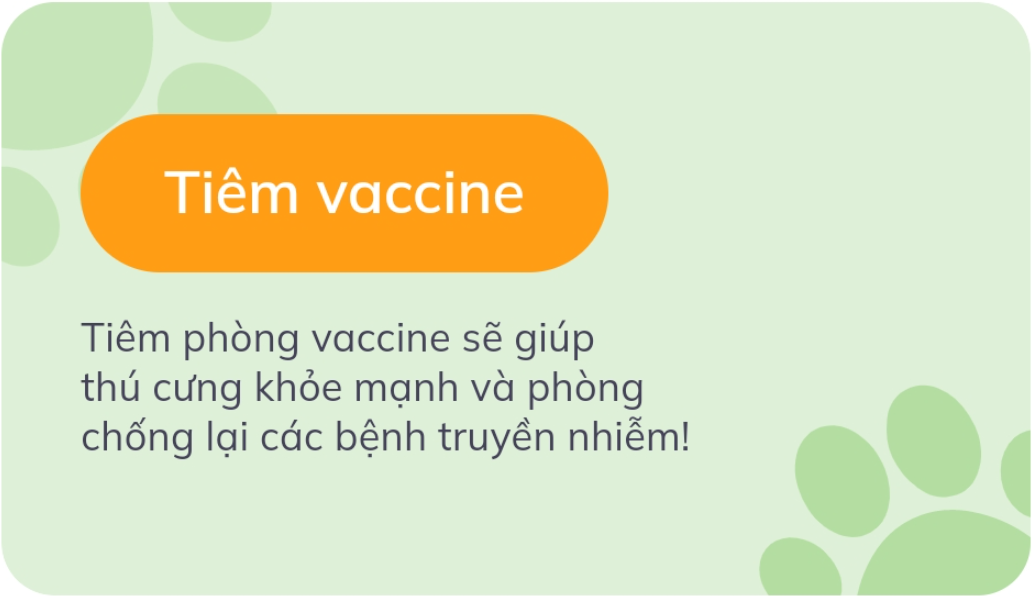 Tiêm vaccine
Tiêm phòng vaccine sẽ giúp
thú cưng khỏe mạnh và phòng
chống lại các bệnh truyền nhiễm!